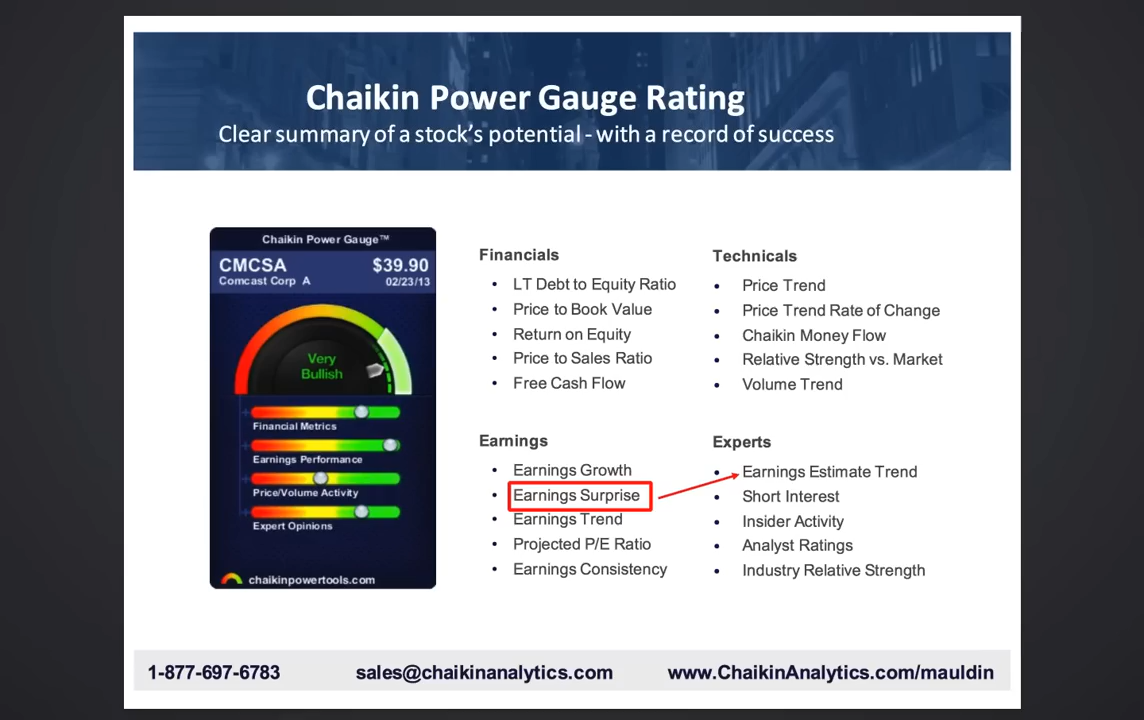 Chaikin Power Gauge Rating
Clear summary of a stock's potential - with a record of success
Chaikin Power Gauge™
CMCSA $39.90
Comcast Corp A 02/23/13
Very
Bullish
Financial Metrics
Earnings Performance
Price/Volume Activity
Expert Opinions
chaikinpowertools.com
Financials
• LT Debt to Equity Ratio
• Price to Book Value
• Return on Equity
• Price to Sales Ratio
• Free Cash Flow
Technicals
• Price Trend
• Price Trend Rate of Change
• Chaikin Money Flow
• Relative Strength vs. Market
• Volume Trend
Earnings
• Earnings Growth
• Earnings Surprise
• Earnings Trend
• Projected P/E Ratio
• Earnings Consistency
Experts
• Earnings Estimate Trend
• Short Interest
• Insider Activity
• Analyst Ratings
• Industry Relative Strength
1-877-697-6783 sales@chaikinanalytics.com www.ChaikinAnalytics.com/mauldin